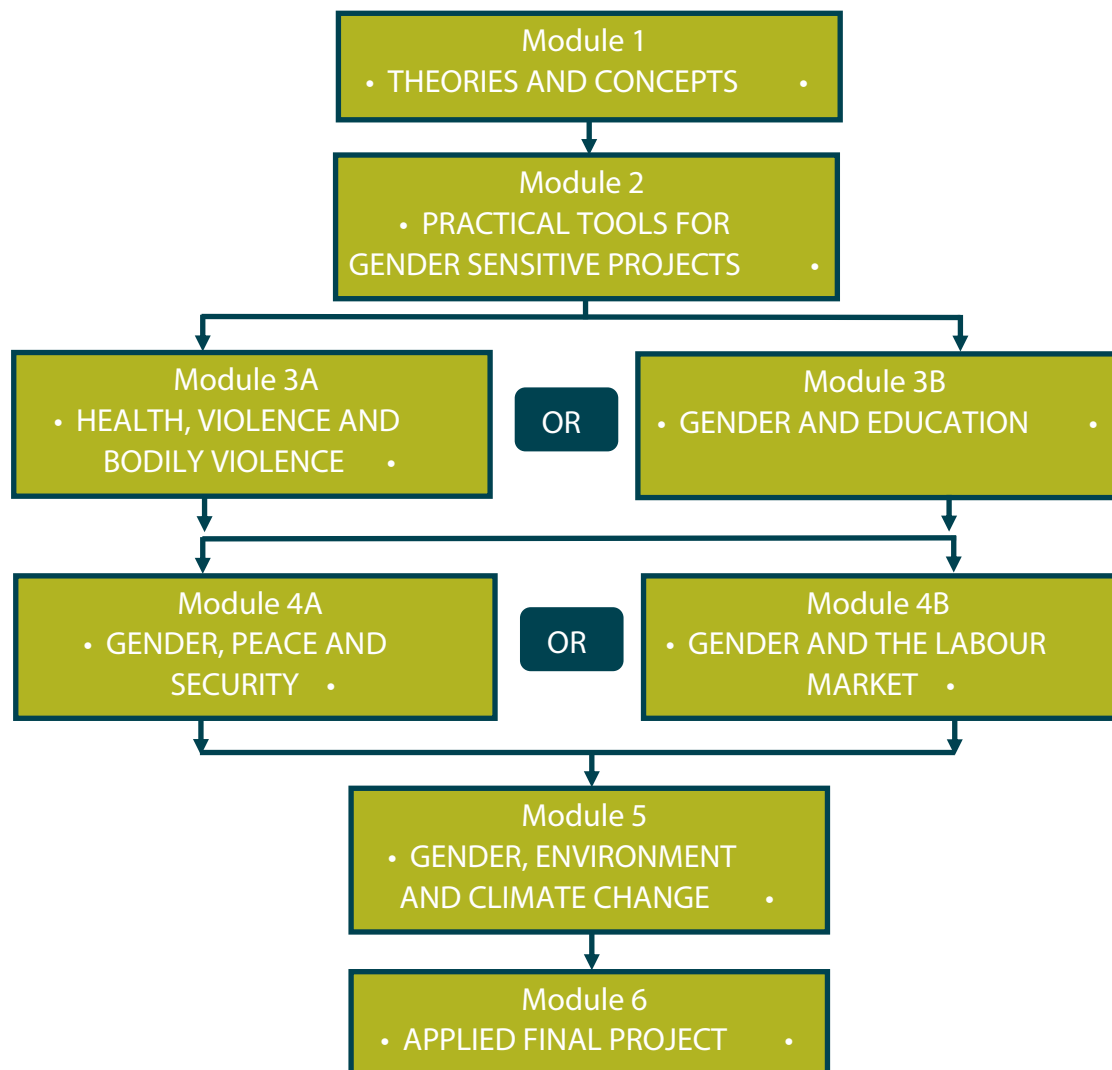 Module 1
• THEORIES AND CONCEPTS •
Module 2
• PRACTICAL TOOLS FOR
GENDER SENSITIVE PROJECTS •
Module 3A
• HEALTH, VIOLENCE AND
BODILY VIOLENCE •
OR
Module 3B
• GENDER AND EDUCATION •
Module 4A
• GENDER, PEACE AND
SECURITY •
OR
Module 4B
• GENDER AND THE LABOUR
MARKET •
Module 5
• GENDER, ENVIRONMENT
AND CLIMATE CHANGE •
Module 6
• APPLIED FINAL PROJECT •